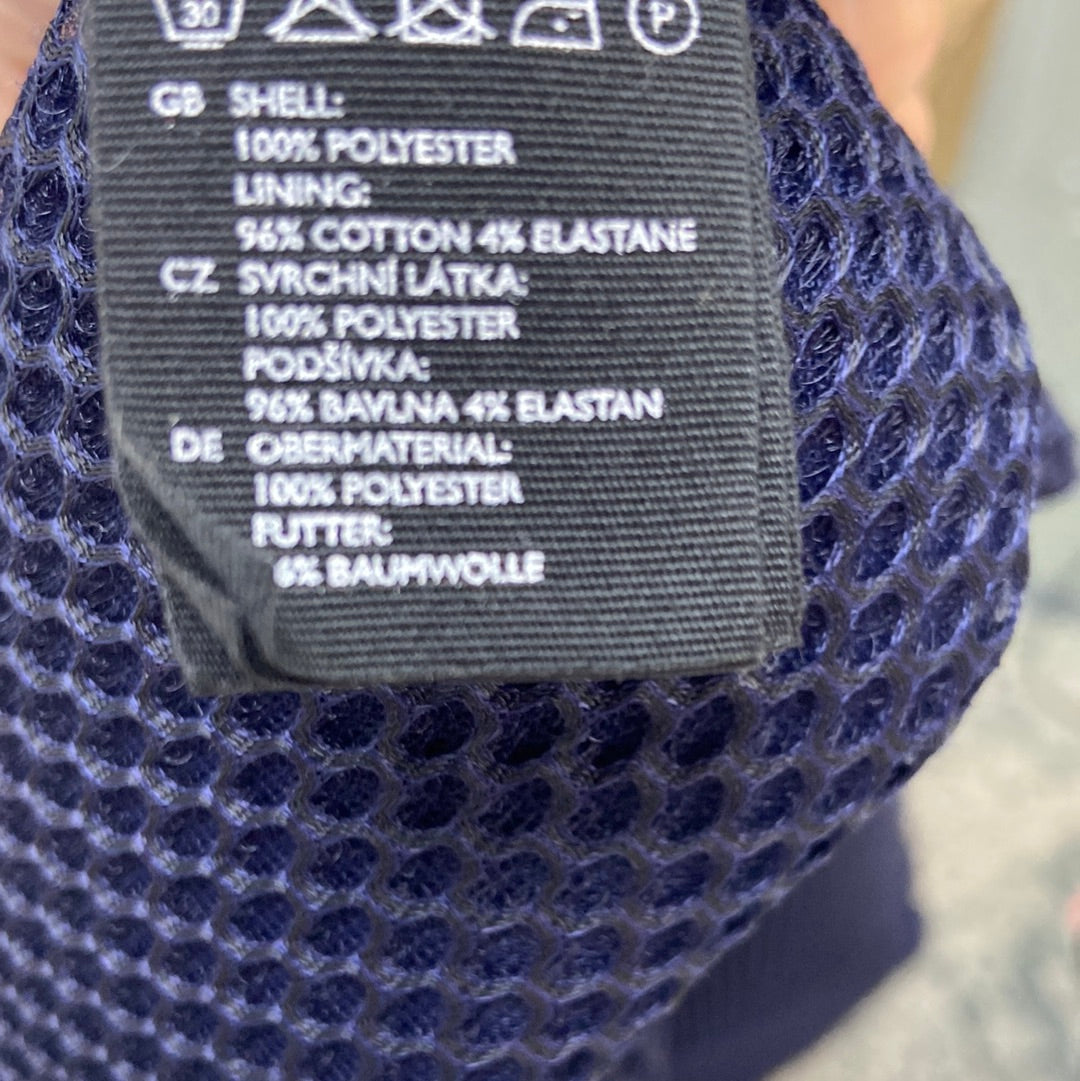 30 P
GB SHELL:
100% POLYESTER
LINING:
96% COTTON 4% ELASTANE
CZ SVRCHNÍ LÁTKA:
100% POLYESTER
PODŠÍVKA:
96% BAVLNA 4% ELASTAN
DE OBERMATERIAL:
100% POLYESTER
FUTTER:
6% BAUMWOLLE